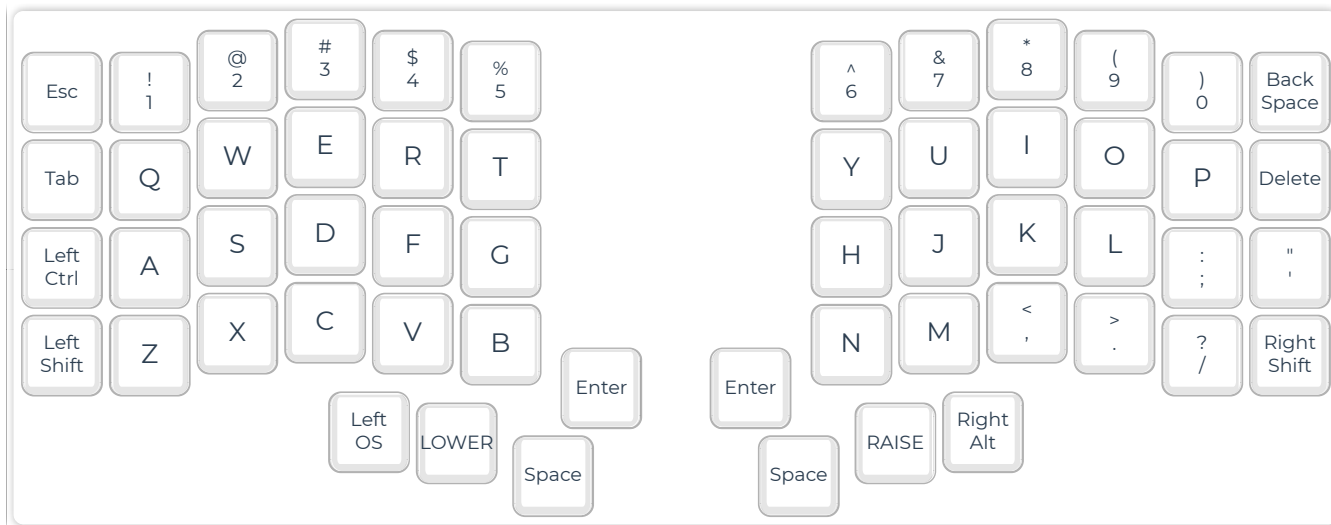 Esc
!
1
@
2
#
3
$
4
%
5
^
6
&
7
*
8
(
9
)
0
Back
Space
Tab
Q
W
E
R
T
Y
U
I
O
P
Delete
Left
Ctrl
A
S
D
F
G
H
J
K
L
:
;
"
'
Left
Shift
Z
X
C
V
B
N
M
<
,
>
.
?
/
Right
Shift
Enter
Enter
Left
OS
LOWER
Space
Space
RAISE
Right
Alt